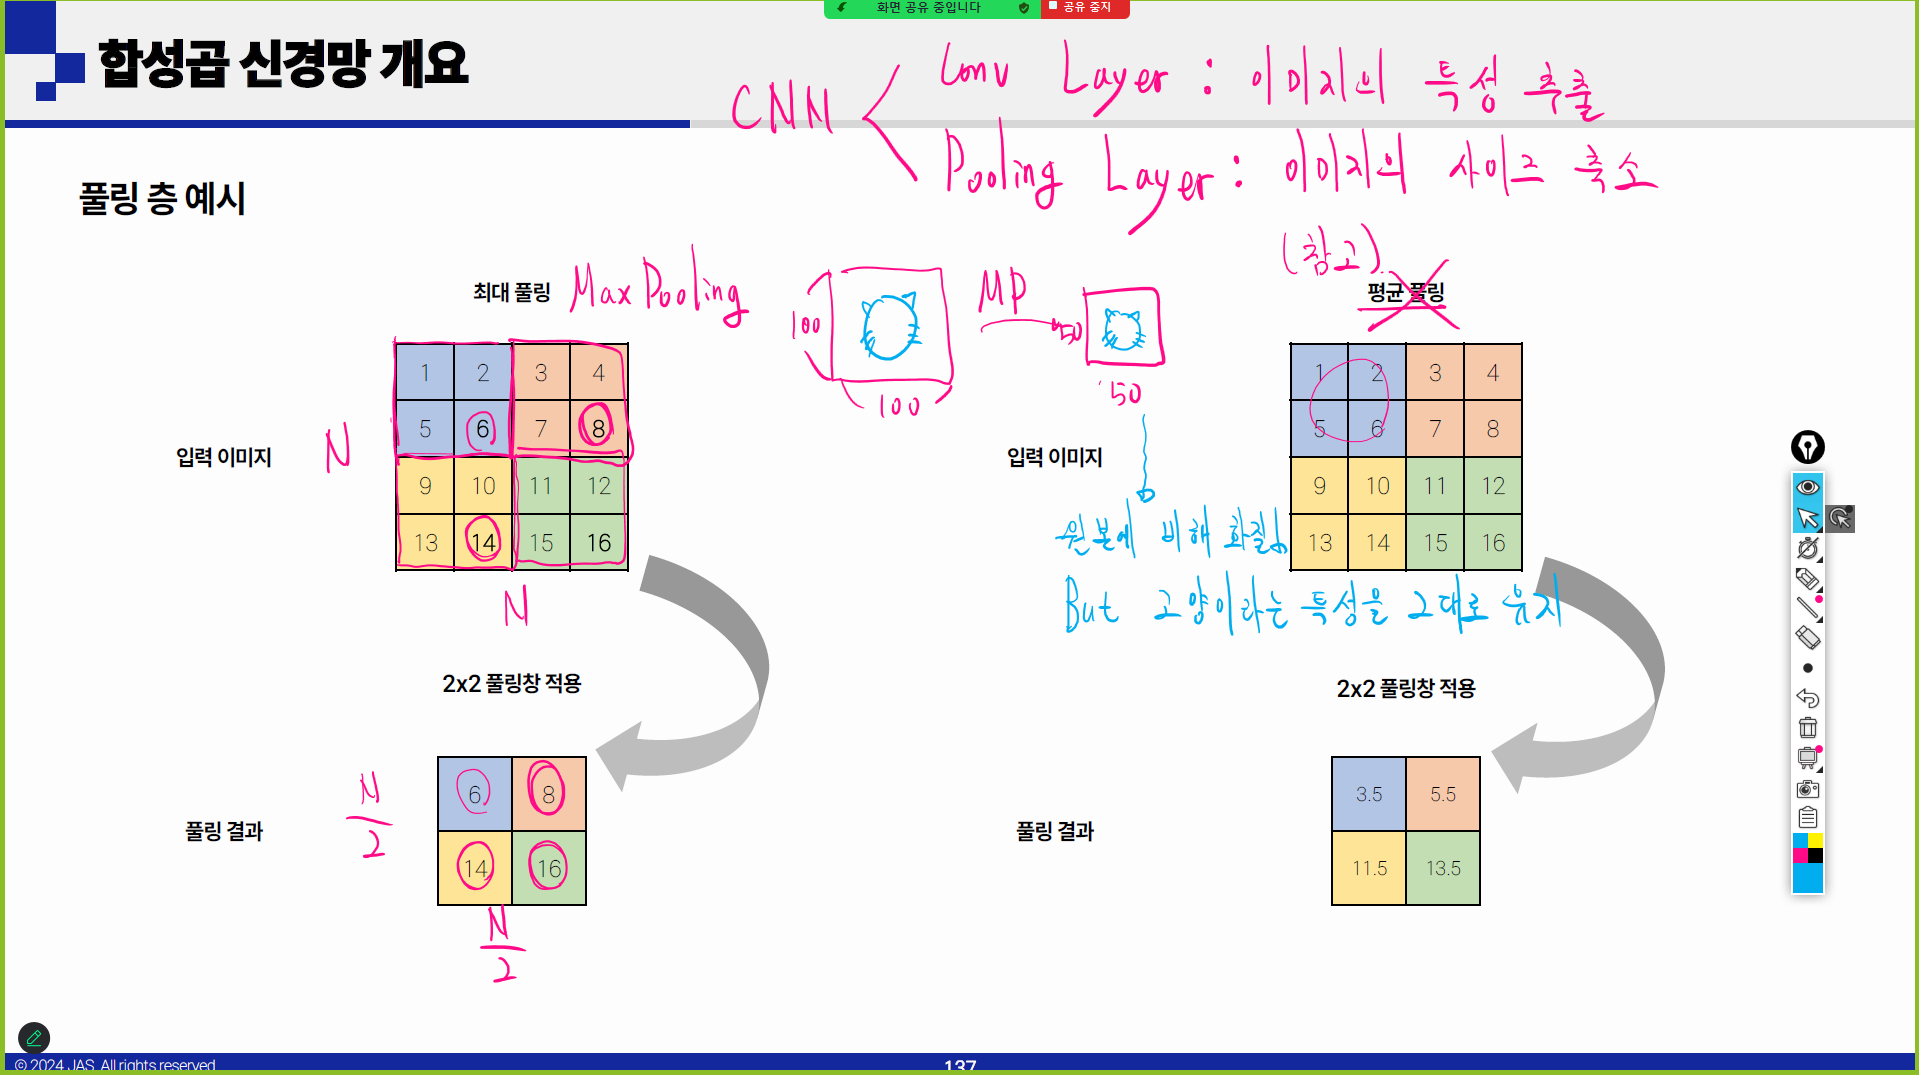 화면 공유 중입니다 공유 중지
합성곱 신경망 개요
CNN
Conv Layer : 이미지의 특성 추출
Pooling Layer : 이미지의 사이즈 축소
풀링 층 예시
최대 풀링 Max Pooling
100
100
MP
50
50
(참고)
평균 풀링
입력 이미지
N
1 2 3 4
5 6 7 8
9 10 11 12
13 14 15 16
N
입력 이미지
1 2 3 4
5 6 7 8
9 10 11 12
13 14 15 16
원본에 비해 화질↓
But 고양이라는 특성을 그대로 유지
2x2 풀링창 적용
2x2 풀링창 적용
풀링 결과
N
2
6 8
14 16
N
2
풀링 결과
3.5 5.5
11.5 13.5
© 2024 JAS. All rights reserved
137